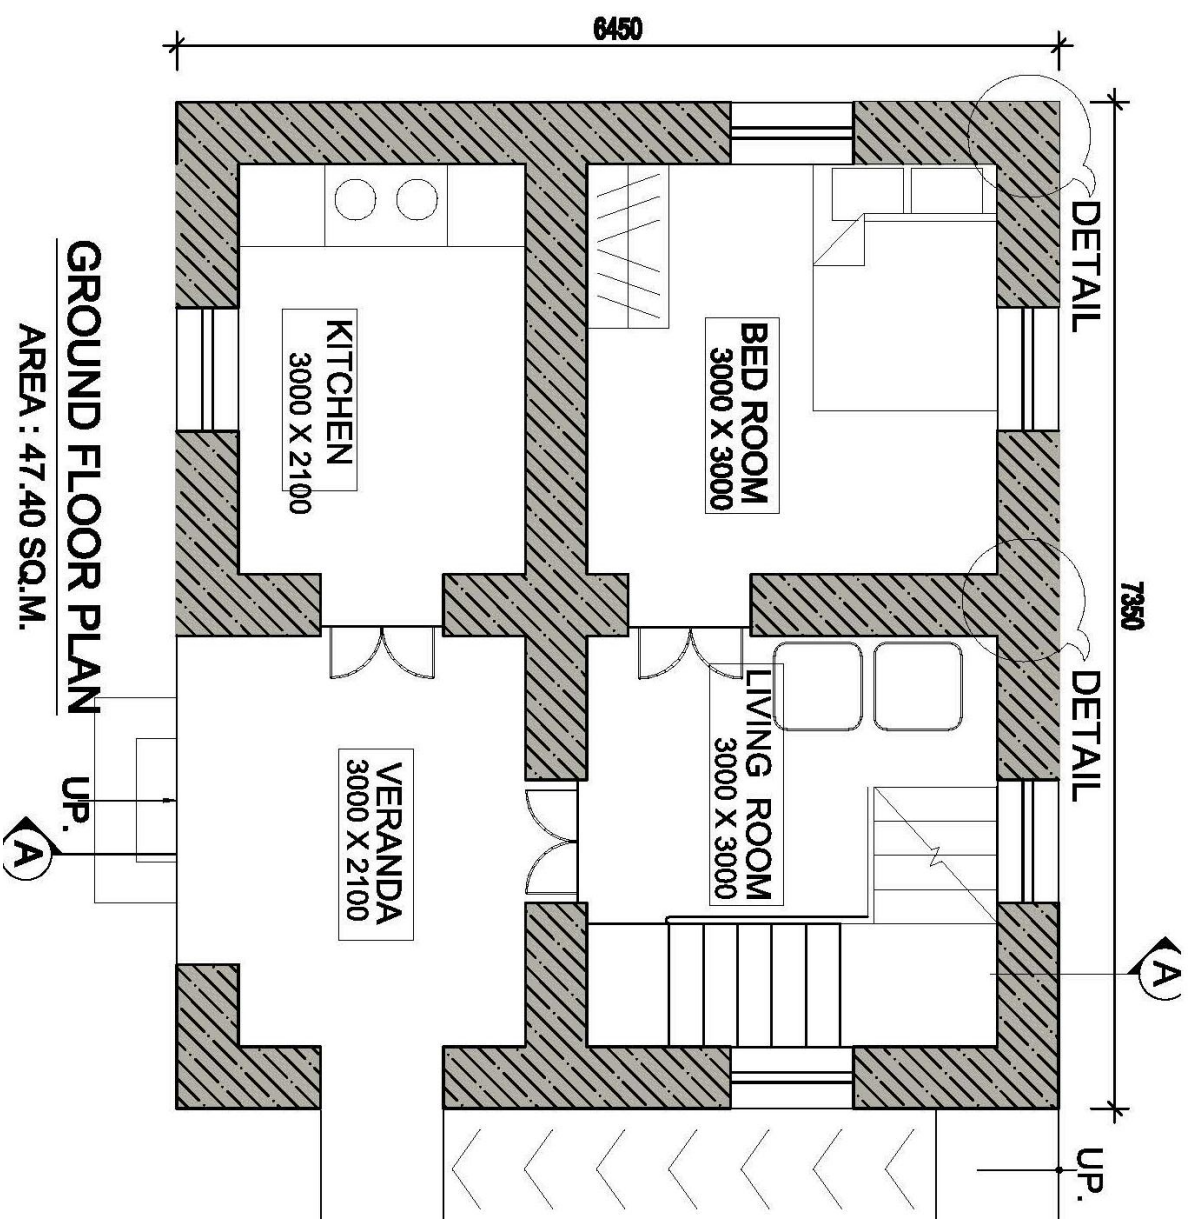 6450
7350
DETAIL
DETAIL
BED ROOM
3000 X 3000
LIVING ROOM
3000 X 3000
KITCHEN
3000 X 2100
VERANDA
3000 X 2100
A
A
UP.
UP.
GROUND FLOOR PLAN
AREA : 47.40 SQ.M.